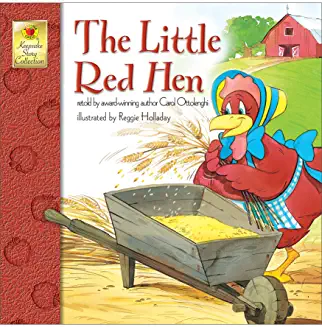 Keepsake
Story
Collection
The Little
Red Hen
retold by award-winning author Carol Ottolenghi
illustrated by Reggie Holladay